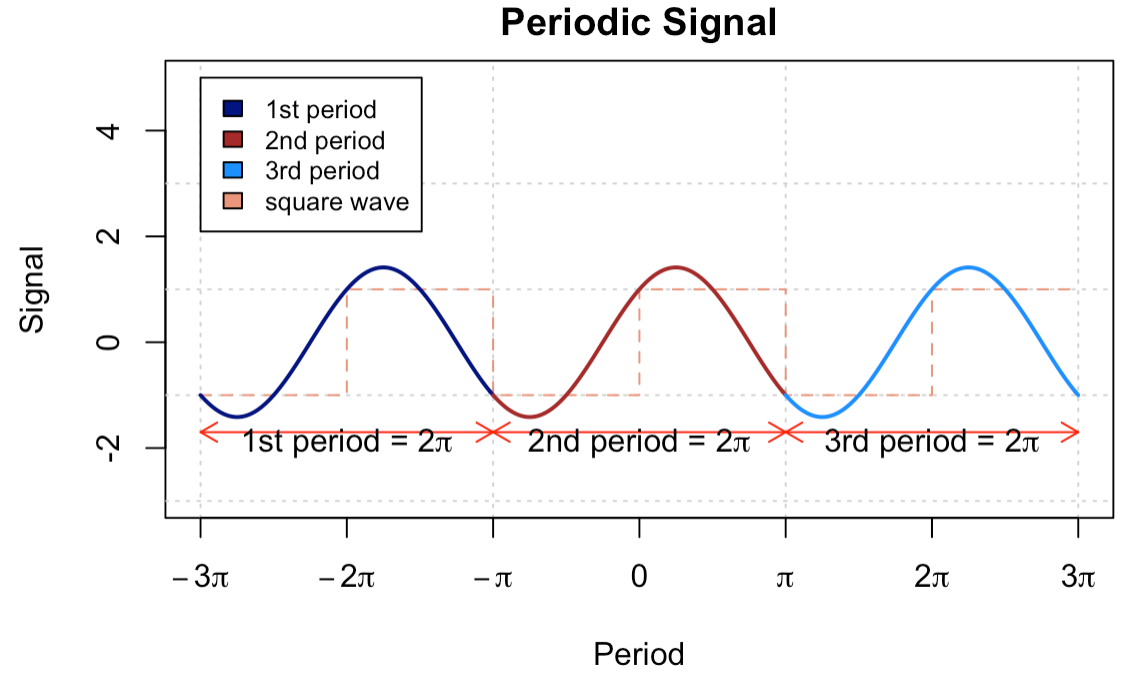 Periodic Signal
1st period
2nd period
3rd period
square wave
4
2
0
-2
Signal
1st period = 2π
2nd period = 2π
3rd period = 2π
−3π
−2π
−π
0
π
2π
3π
Period